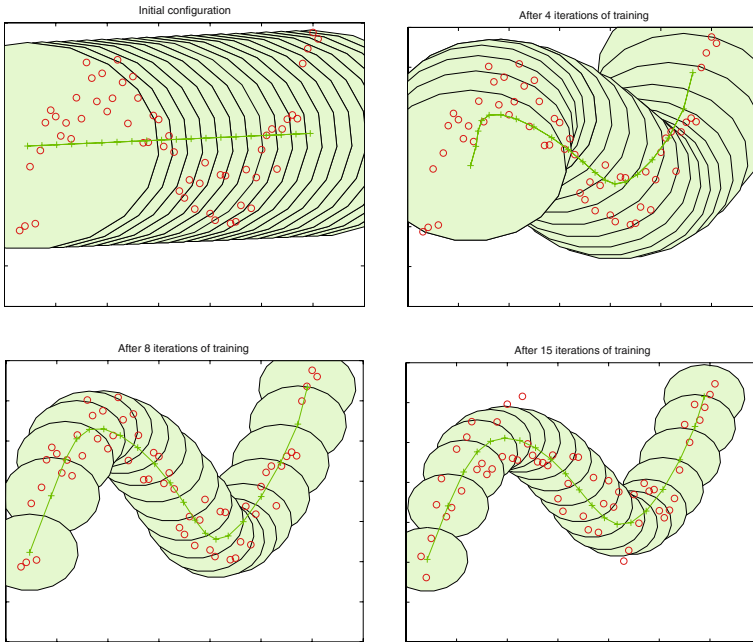 Initial configuration
After 4 iterations of training
After 8 iterations of training
After 15 iterations of training